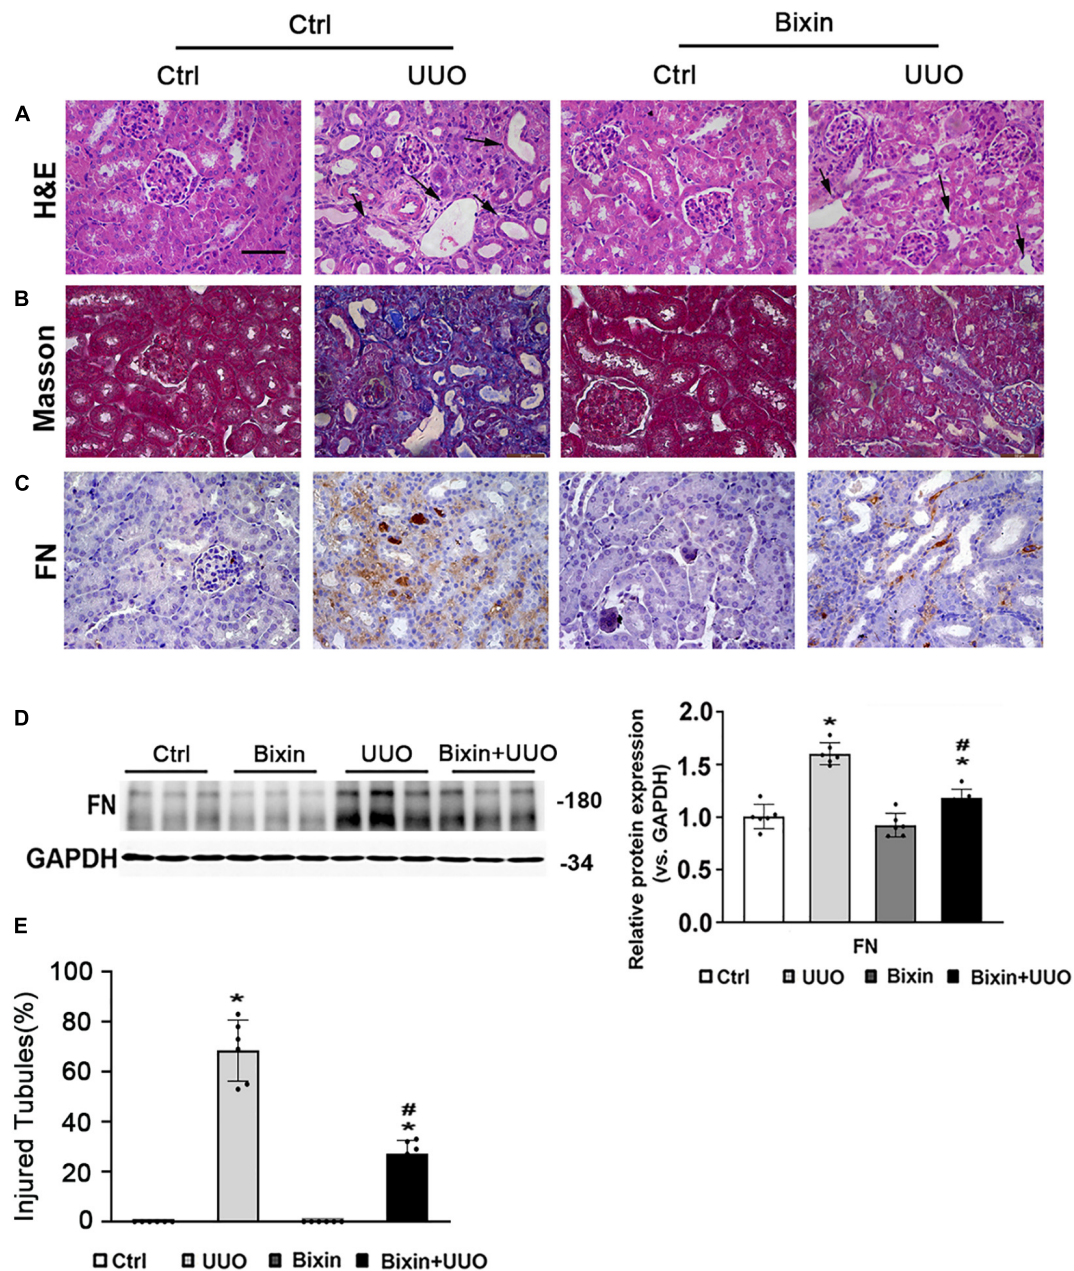 Ctrl Bixin
Ctrl UUO Ctrl UUO
A
H&E
B
Masson
C
FN
D
Ctrl Bixin UUO Bixin+UUO
FN
-180
GAPDH
-34
Relative protein expression
(vs. GAPDH)
2.0
1.5
1.0
0.5
0.0
*
#
*
FN
Ctrl UUO Bixin Bixin+UUO
E
Injured Tubules(%)
100
80
60
40
20
0
*
#
*
Ctrl UUO Bixin Bixin+UUO